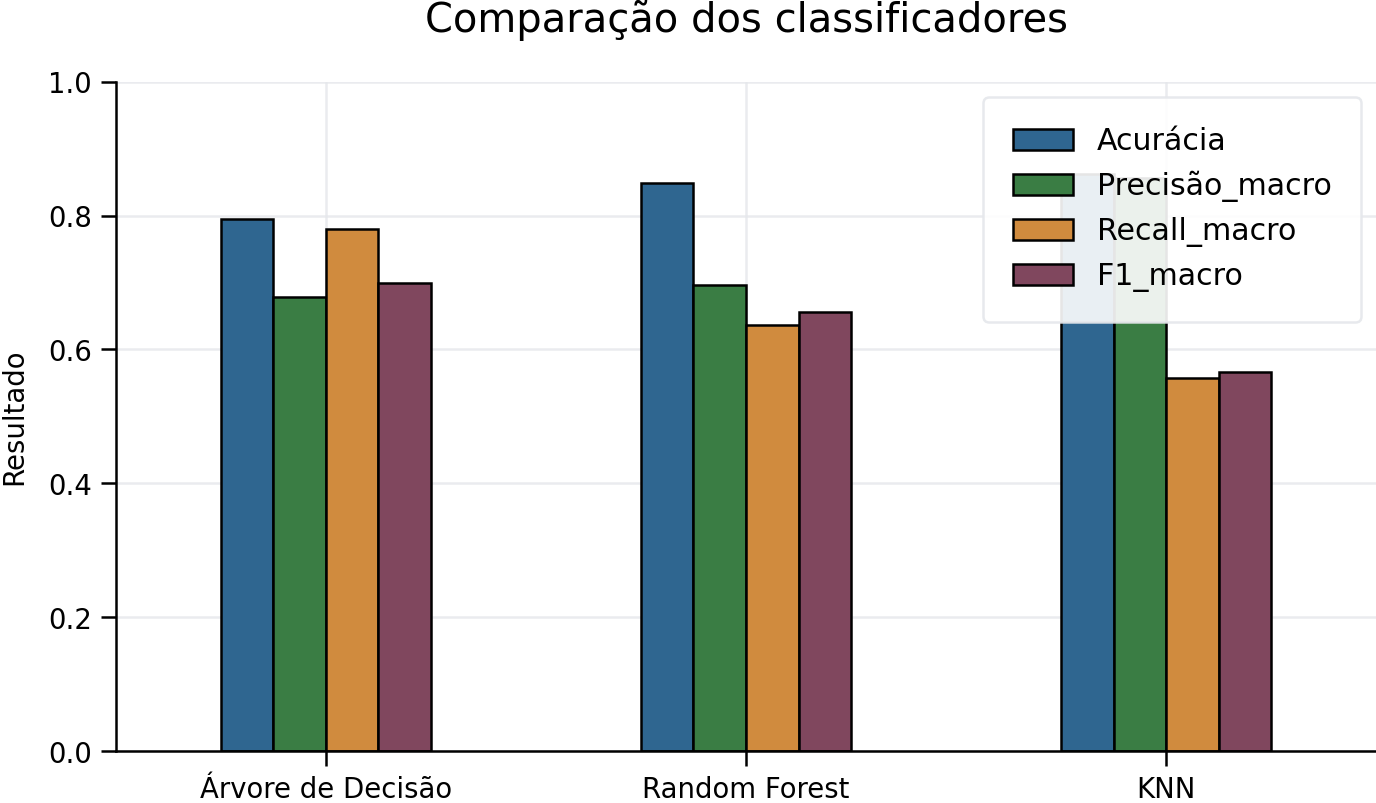 Comparação dos classificadores
1.0
0.8
0.6
0.4
0.2
0.0
Resultado
Acurácia
Precisão_macro
Recall_macro
F1_macro
Árvore de Decisão
Random Forest
KNN